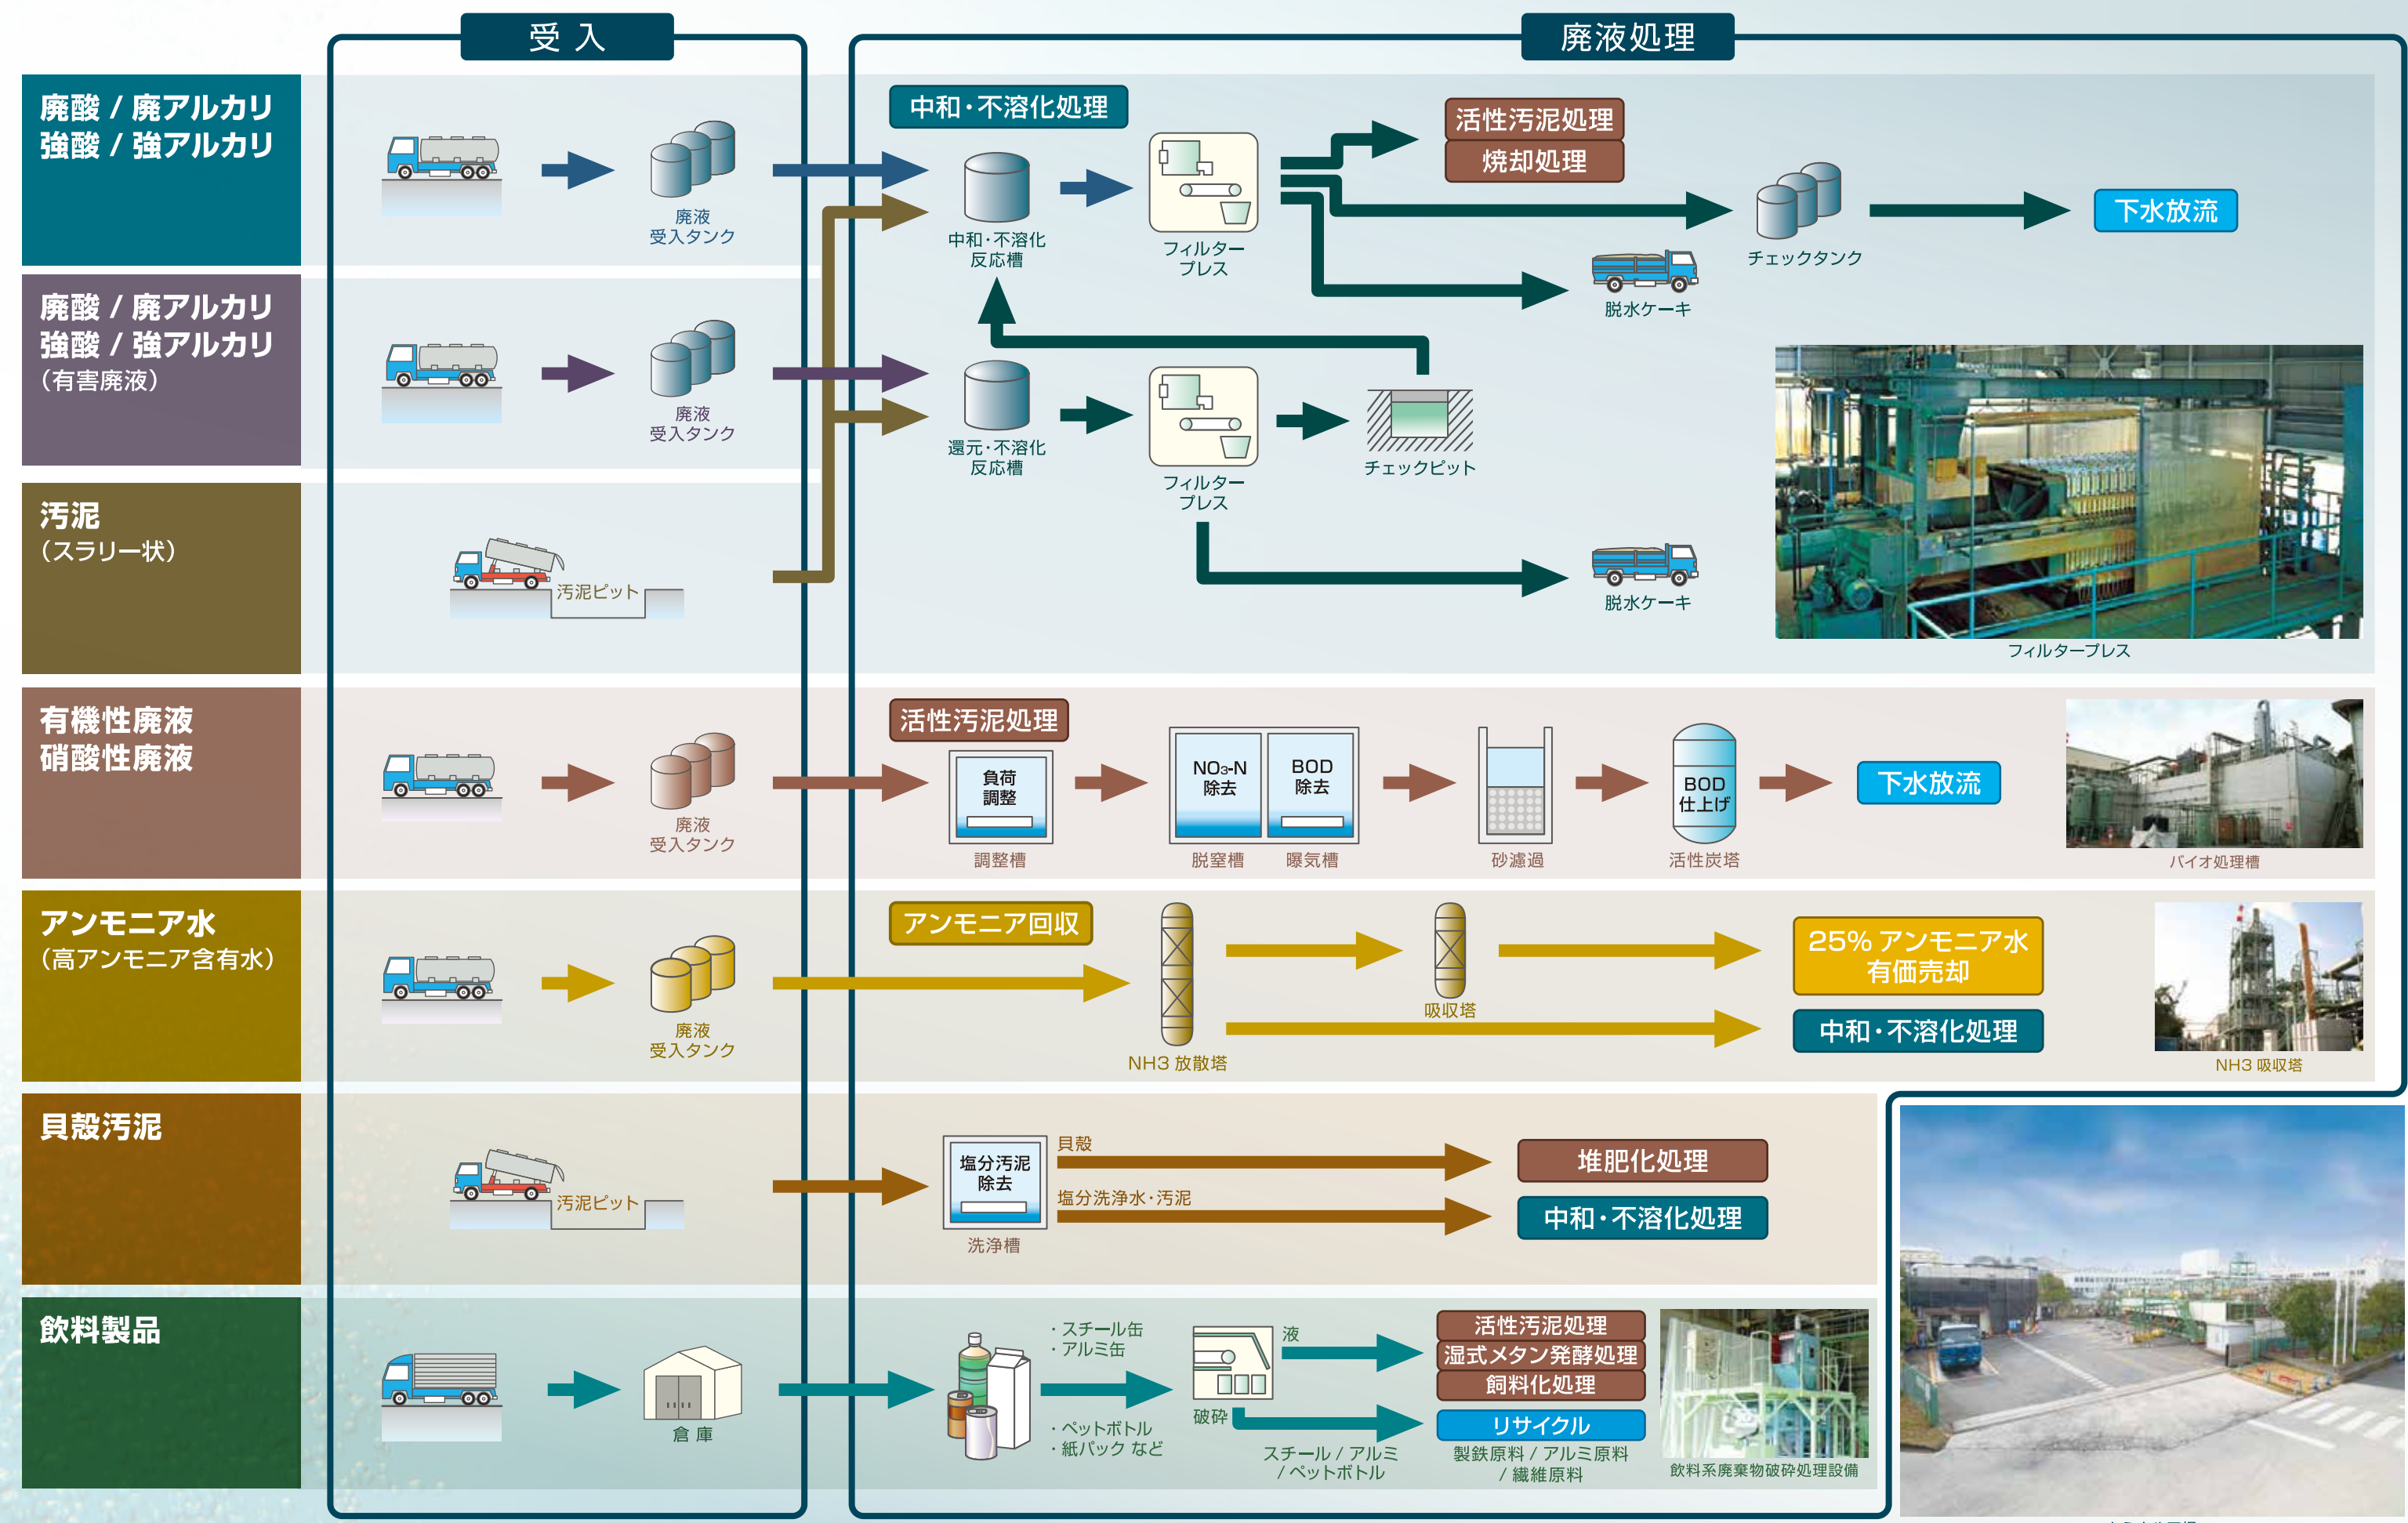 受 入
廃液処理
廃酸 / 廃アルカリ
強酸 / 強アルカリ
廃液
受入タンク
中和・不溶化処理
中和・不溶化
反応槽
フィルター
プレス
活性汚泥処理
焼却処理
チェックタンク
下水放流
脱水ケーキ
廃酸 / 廃アルカリ
強酸 / 強アルカリ
（有害廃液）
廃液
受入タンク
還元・不溶化
反応槽
フィルター
プレス
チェックピット
脱水ケーキ
フィルタープレス
汚泥
（スラリー状）
汚泥ピット
有機性廃液
硝酸性廃液
廃液
受入タンク
活性汚泥処理
負荷
調整
調整槽
NO₃-N
除去
脱窒槽
BOD
除去
曝気槽
砂濾過
BOD
仕上げ
活性炭塔
下水放流
バイオ処理槽
アンモニア水
（高アンモニア含有水）
廃液
受入タンク
アンモニア回収
NH3 放散塔
吸収塔
25% アンモニア水
有価売却
中和・不溶化処理
NH3 吸収塔
貝殻汚泥
汚泥ピット
塩分汚泥
除去
洗浄槽
貝殻
塩分洗浄水・汚泥
堆肥化処理
中和・不溶化処理
飲料製品
倉 庫
・スチール缶
・アルミ缶
・ペットボトル
・紙パック など
破砕
液
スチール / アルミ
/ ペットボトル
活性汚泥処理
湿式メタン発酵処理
飼料化処理
リサイクル
製鉄原料 / アルミ原料
/ 繊維原料
飲料系廃棄物破砕処理設備